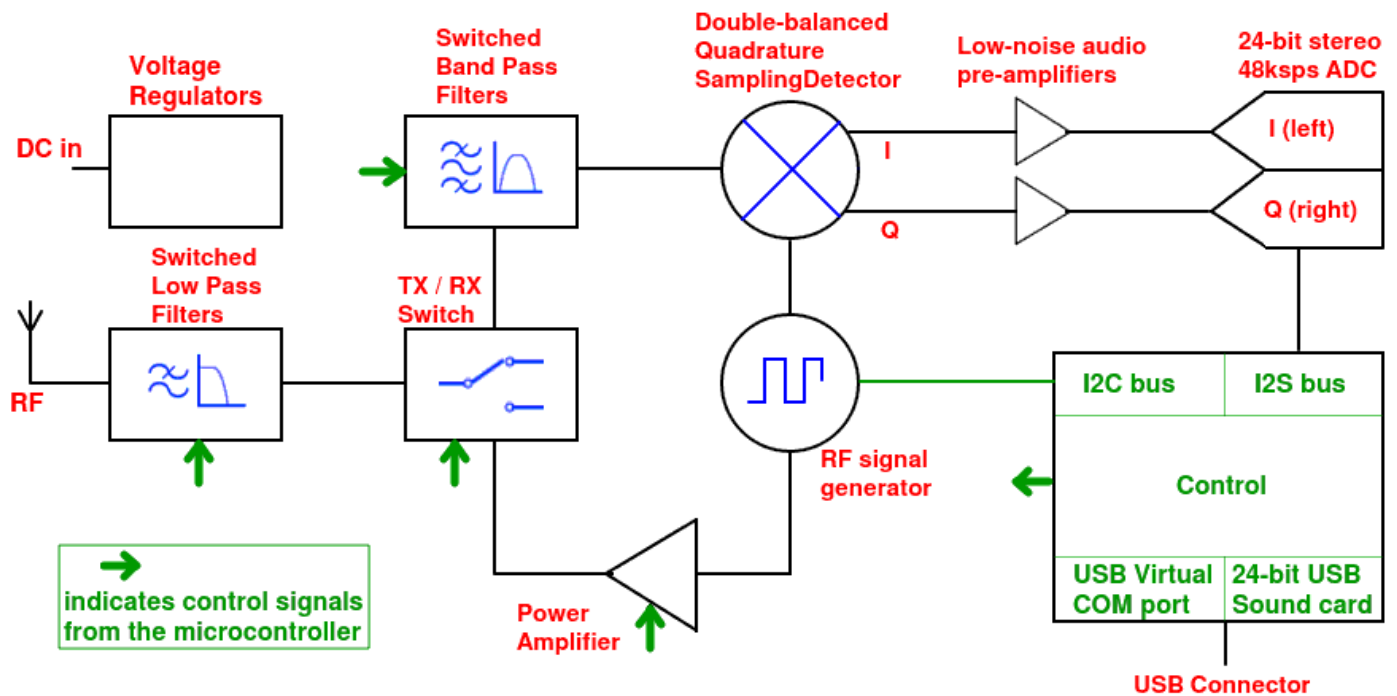 Double-balanced
Quadrature
SamplingDetector
Switched
Band Pass
Filters
Low-noise audio
pre-amplifiers
24-bit stereo
48ksps ADC
Voltage
Regulators
DC in
I
I (left)
Q
Q (right)
Switched
Low Pass
Filters
TX / RX
Switch
RF
I2C bus
I2S bus
RF signal
generator
Control
indicates control signals
from the microcontroller
Power
Amplifier
USB Virtual
COM port
24-bit USB
Sound card
USB Connector